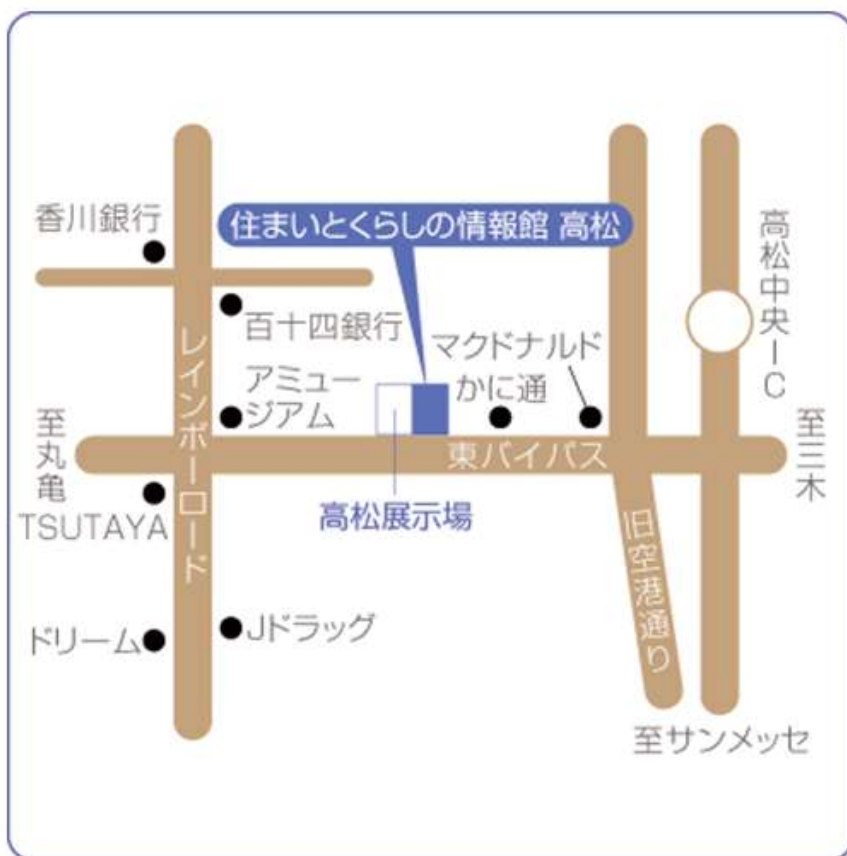 香川銀行
住まいとくらしの情報館 高松
高松中央IC
百十四銀行
レインボーロード
マクドナルド
アミュー
ジアム
かに通
至丸亀
東バイパス
至三木
TSUTAYA
高松展示場
旧空港通り
ドリーム
Jドラッグ
至サンメッセ